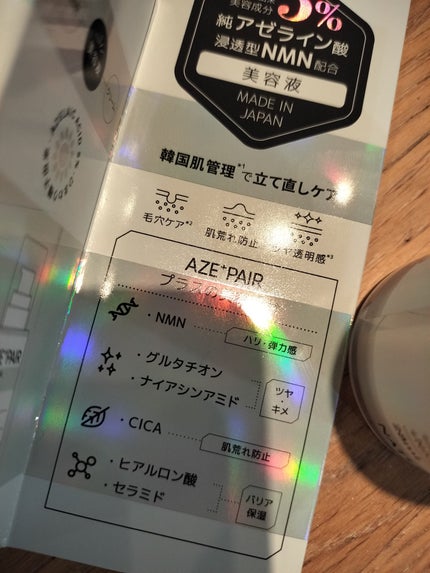 美容成分 3%
純アゼライン酸
浸透型NMN配合
美容液
MADE IN
JAPAN
韓国肌管理*1で立て直しケア
毛穴ケア*2
肌荒れ防止
ツヤ・透明感*3
AZE+PAIR
・NMN
ハリ・弾力感
・グルタチオン
・ナイアシンアミド
ツヤ
・
キメ
・CICA
肌荒れ防止
・ヒアルロン酸
・セラミド
バリア
保湿